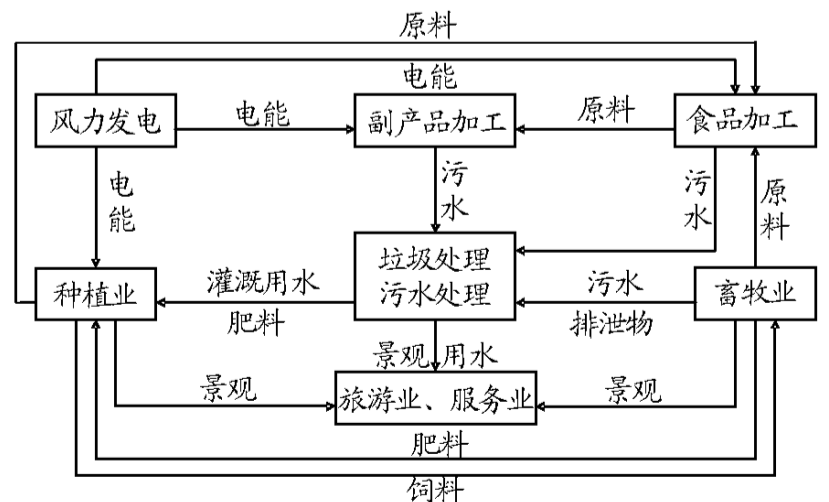 原料
电能
风力发电
电能
副产品加工
原料
食品加工
电
能
污
水
污
水
原
料
种植业
灌溉用水
肥料
垃圾处理
污水处理
污水
排泄物
畜牧业
景观用水
景观
旅游业、服务业
景观
肥料
饲料